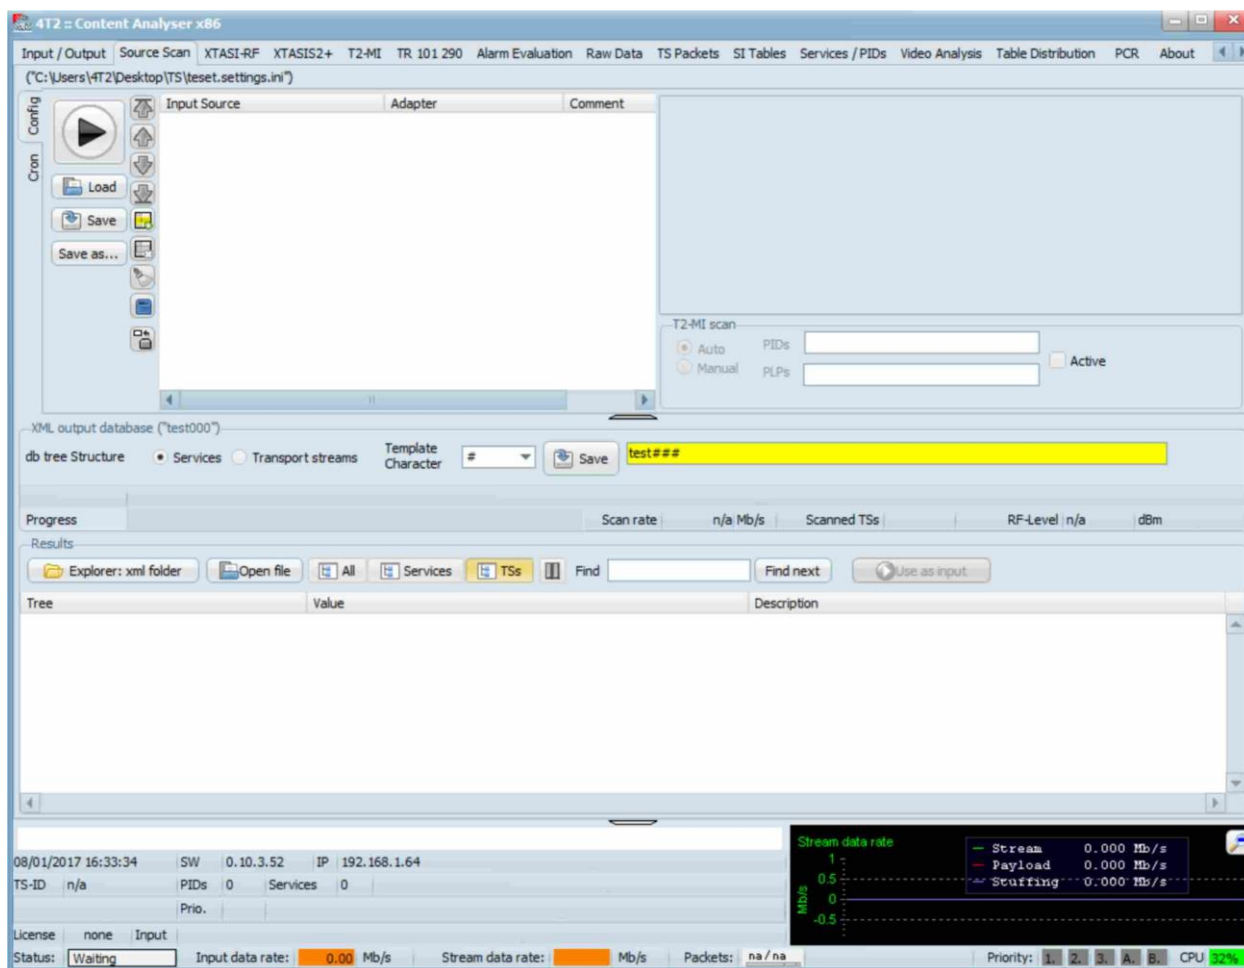 4T2 :: Content Analyser x86
Input / Output Source Scan XTASI-RF XTASIS2+ T2-MI TR 101 290 Alarm Evaluation Raw Data TS Packets SI Tables Services / PIDs Video Analysis Table Distribution PCR About
("C:\Users\4T2\Desktop\TS\teset.settings.ini")
Config
Cron
Input Source Adapter Comment
Load
Save
Save as...
T2-MI scan
Auto
Manual
PIDs
PLPs
Active
XML output database ("test000")
db tree Structure Services Transport streams Template Character # Save test###
Progress Scan rate n/a Mb/s Scanned TSs RF-Level n/a dBm
Results
Explorer: xml folder Open file All Services TSs Find Find next Use as input
Tree Value Description
08/01/2017 16:33:34 SW 0.10.3.52 IP 192.168.1.64
TS-ID n/a PIDs 0 Services 0
Prio.
License none Input
Stream data rate
Mb/s
1
0.5
0
-0.5
Stream 0.000 Mb/s
Payload 0.000 Mb/s
Stuffing 0.000 Mb/s
Status: Waiting Input data rate: 0.00 Mb/s Stream data rate: Mb/s Packets: na/na Priority: 1. 2. 3. A. B. CPU 32%